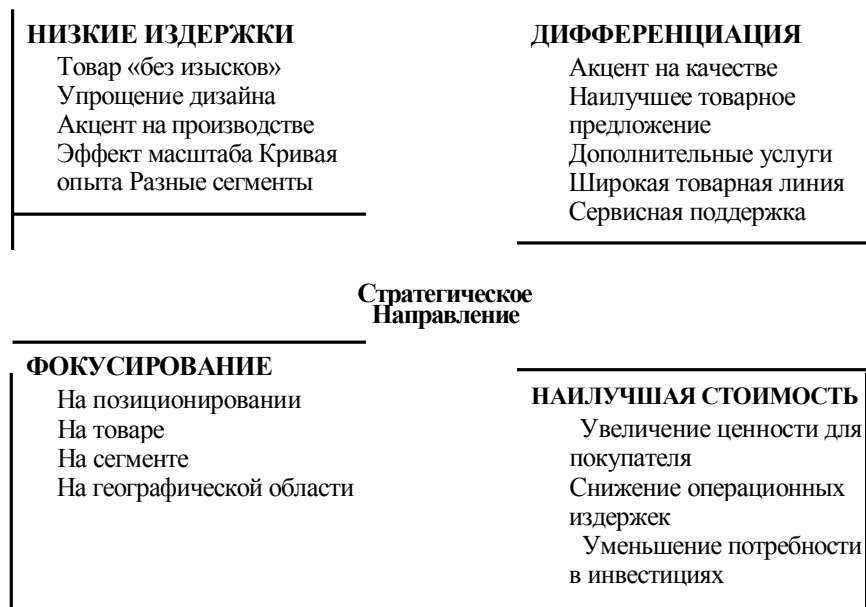 НИЗКИЕ ИЗДЕРЖКИ
Товар «без изысков»
Упрощение дизайна
Акцент на производстве
Эффект масштаба Кривая
опыта Разные сегменты
ДИФФЕРЕНЦИАЦИЯ
Акцент на качестве
Наилучшее товарное
предложение
Дополнительные услуги
Широкая товарная линия
Сервисная поддержка
Стратегическое
Направление
ФОКУСИРОВАНИЕ
На позиционировании
На товаре
На сегменте
На географической области
НАИЛУЧШАЯ СТОИМОСТЬ
Увеличение ценности для
покупателя
Снижение операционных
издержек
Уменьшение потребности
в инвестициях